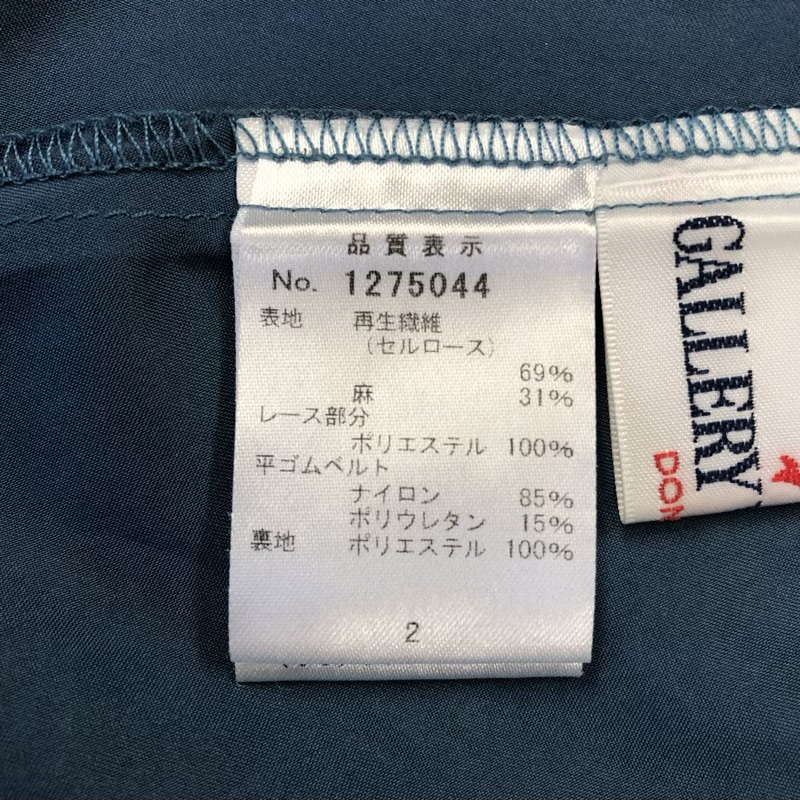 品質表示
No. 1275044
表地 再生繊維
(セルロース)
69%
麻 31%
レース部分
ポリエステル 100%
平ゴムベルト
ナイロン 85%
ポリウレタン 15%
裏地 ポリエステル 100%
2
GALLERY
DON